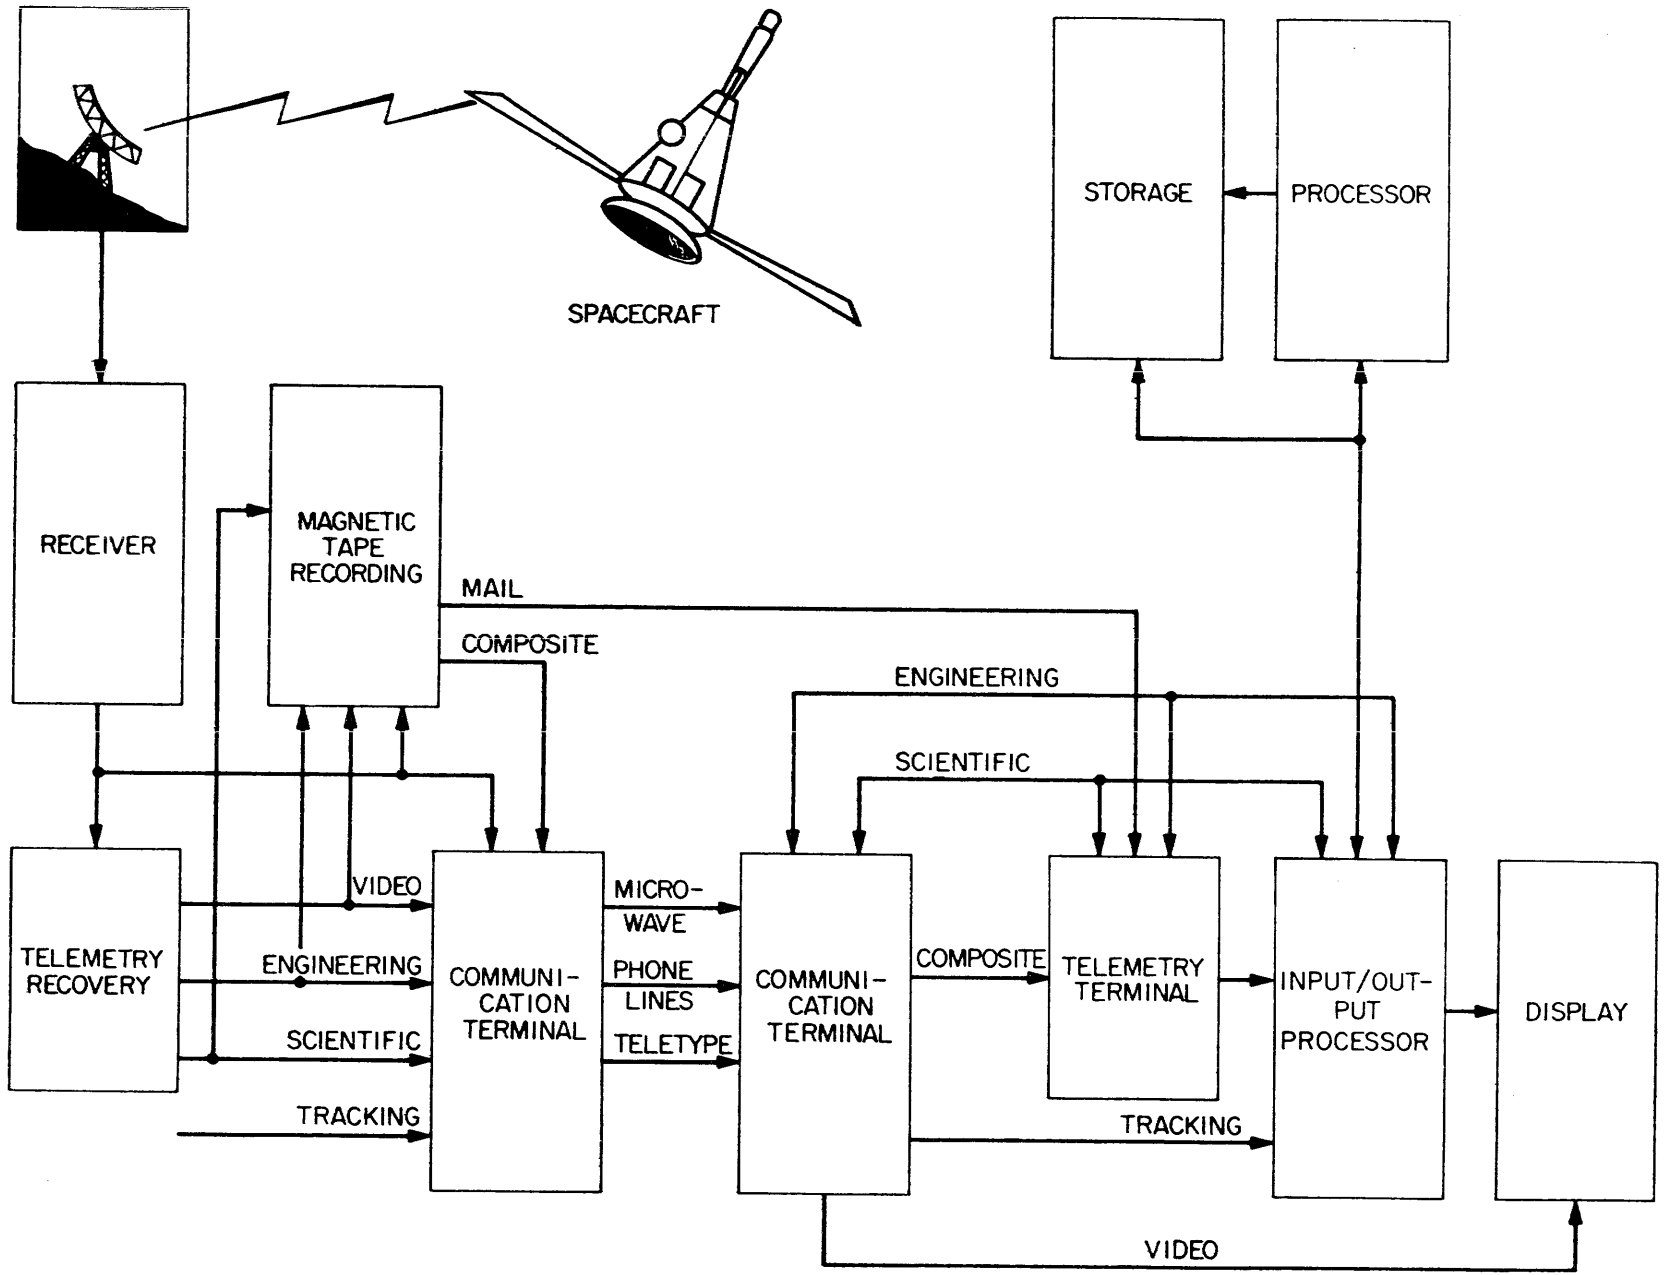 SPACECRAFT
STORAGE
PROCESSOR
RECEIVER
MAGNETIC
TAPE
RECORDING
MAIL
COMPOSITE
ENGINEERING
SCIENTIFIC
TELEMETRY
RECOVERY
VIDEO
ENGINEERING
SCIENTIFIC
TRACKING
COMMUNI-
CATION
TERMINAL
MICRO-
WAVE
PHONE
LINES
TELETYPE
COMMUNI-
CATION
TERMINAL
COMPOSITE
TELEMETRY
TERMINAL
TRACKING
INPUT/OUT-
PUT
PROCESSOR
DISPLAY
VIDEO